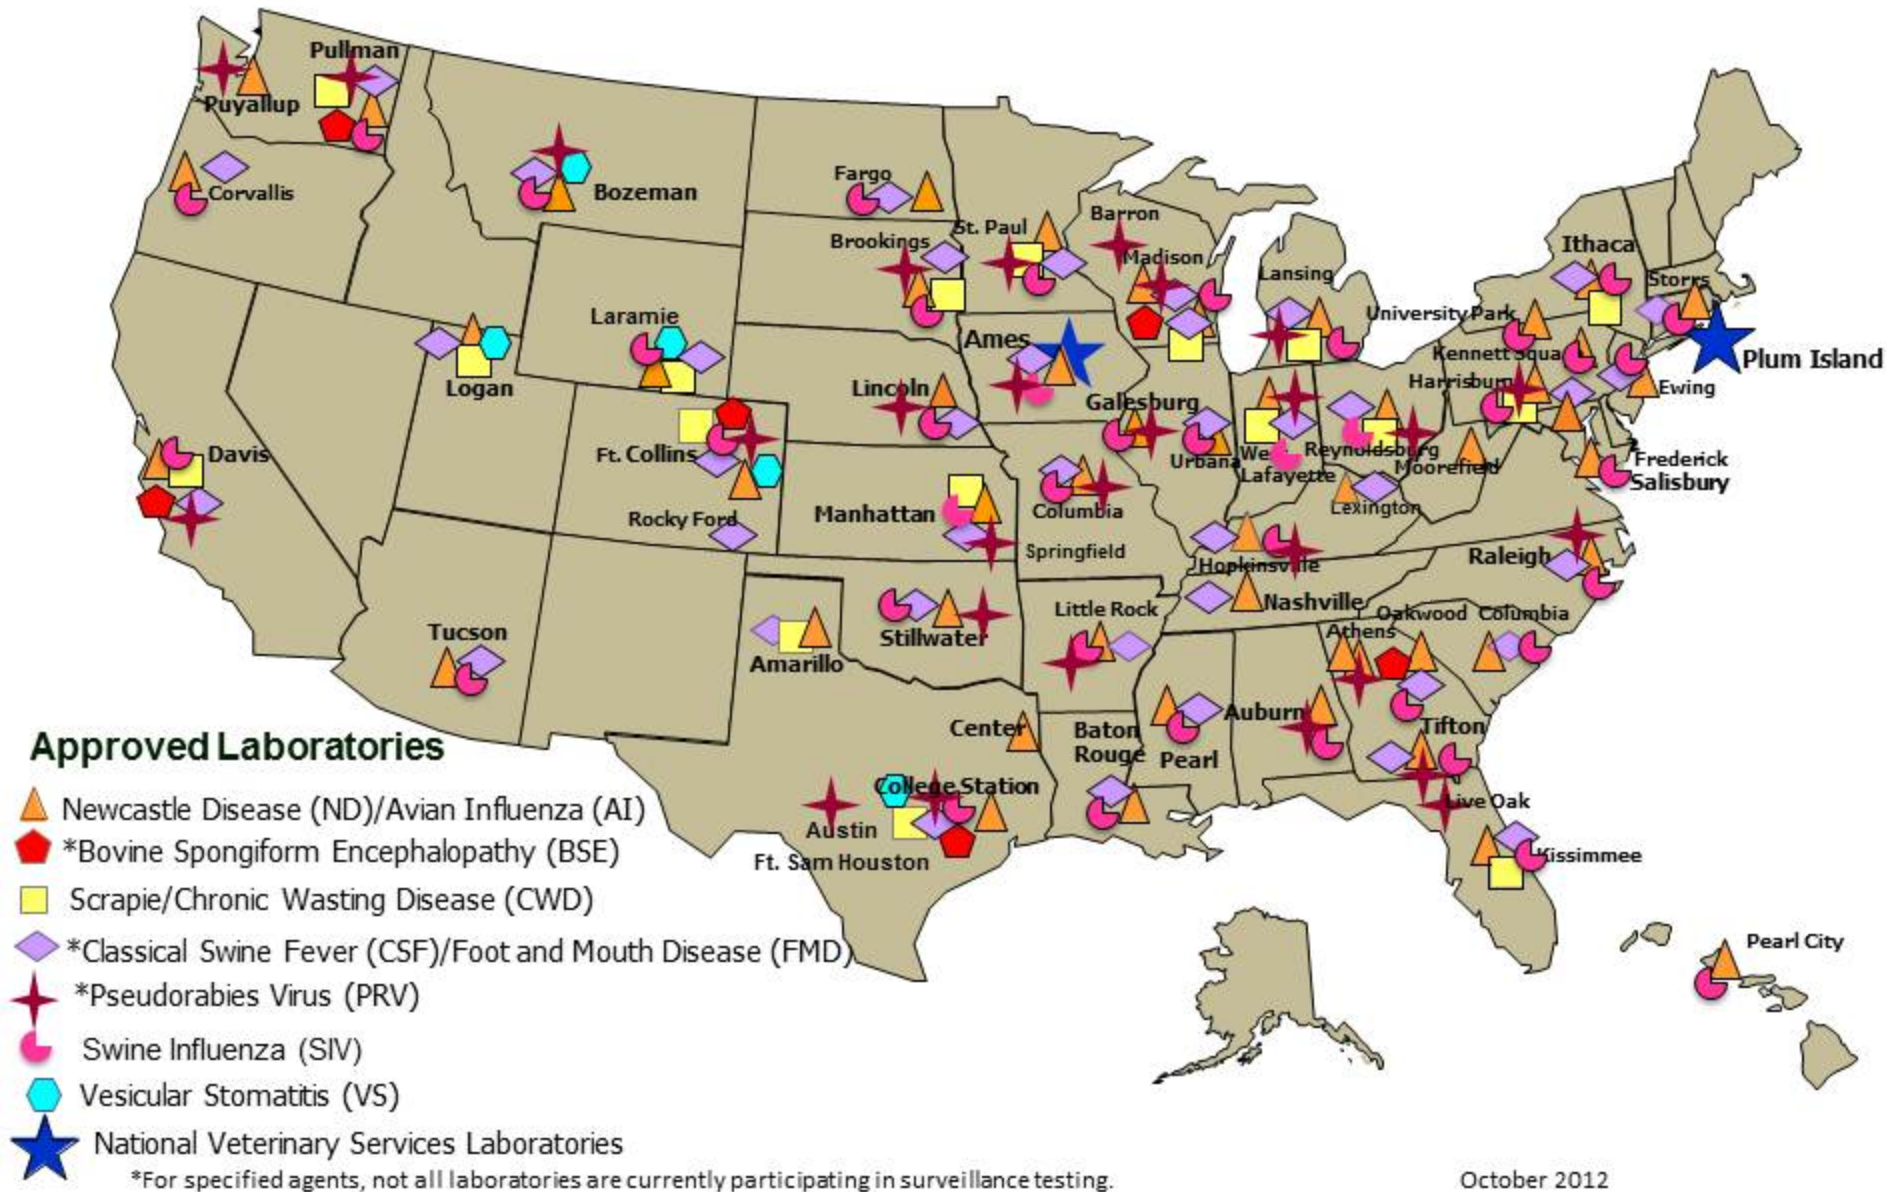 Pullman
Puyallup
Corvallis
Bozeman
Fargo
Brookings
St. Paul
Barron
Madison
Lansing
Ithaca
Storrs
University Park
Plum Island
Laramie
Ames
Kennett Squa
Logan
Lincoln
Galesburg
Harrisburg
Ewing
Davis
Ft. Collins
Urbana
West
Lafayette
Reynoldsburg
Moorefield
Frederick
Salisbury
Rocky Ford
Manhattan
Columbia
Lexington
Springfield
Hopkinsville
Raleigh
Tucson
Amarillo
Stillwater
Little Rock
Nashville
Oakwood
Columbia
Athens
Center
Baton
Rouge
Pearl
Auburn
Tifton
College Station
Austin
Ft. Sam Houston
Live Oak
Kissimmee
Pearl City
Approved Laboratories
Newcastle Disease (ND)/Avian Influenza (AI)
*Bovine Spongiform Encephalopathy (BSE)
Scrapie/Chronic Wasting Disease (CWD)
*Classical Swine Fever (CSF)/Foot and Mouth Disease (FMD)
*Pseudorabies Virus (PRV)
Swine Influenza (SIV)
Vesicular Stomatitis (VS)
National Veterinary Services Laboratories
*For specified agents, not all laboratories are currently participating in surveillance testing.
October 2012